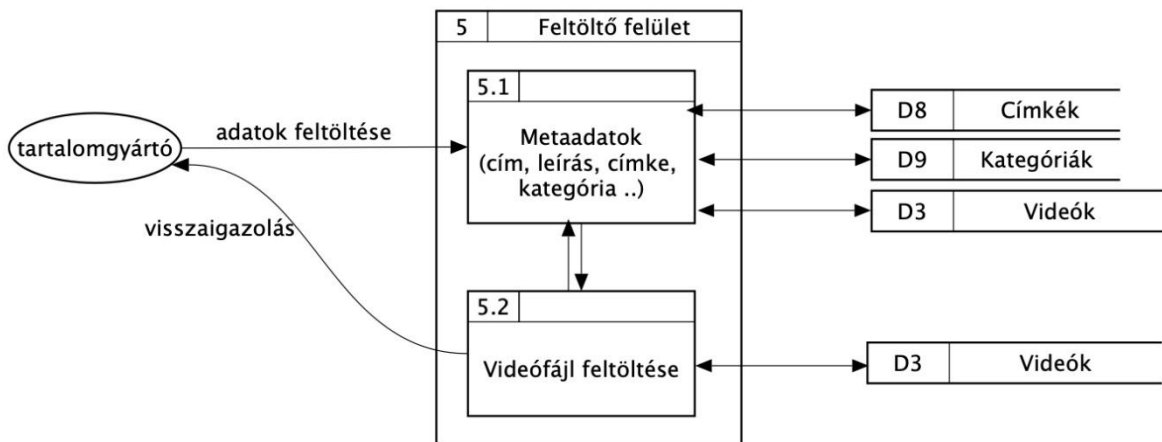 5 Feltöltő felület
5.1
Metaadatok
(cím, leírás, címke,
kategória ..)
tartalomgyártó
adatok feltöltése
visszaigazolás
D8 Címkék
D9 Kategóriák
D3 Videók
5.2
Videófájl feltöltése
D3 Videók